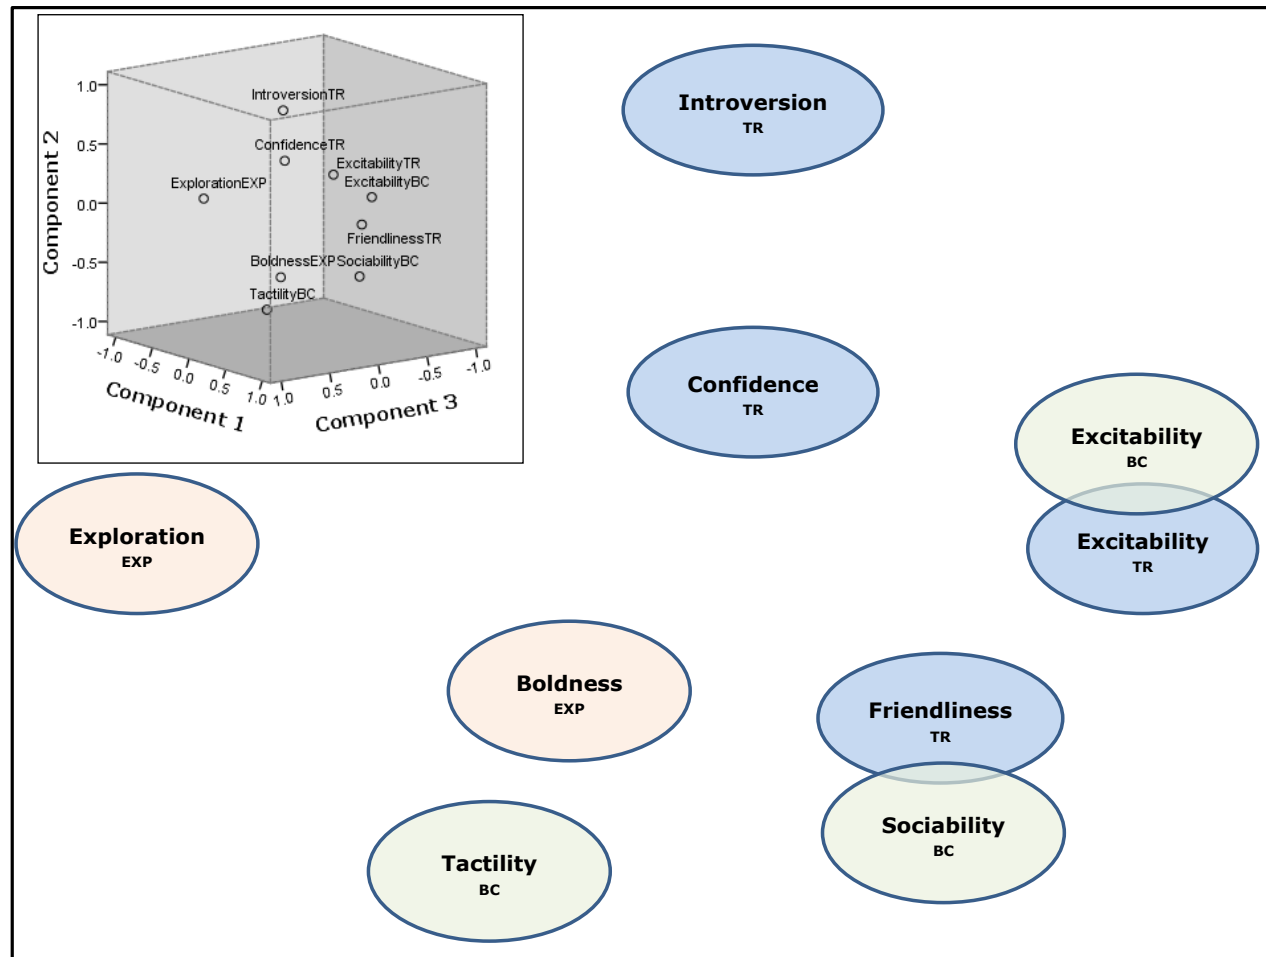 1.0
0.5
0.0
-0.5
-1.0
Component 2
IntroversionTR
ConfidenceTR
ExcitabilityTR
ExplorationEXP
ExcitabilityBC
FriendlinessTR
BoldnessEXP
SociabilityBC
TactilityBC
-1.0
-0.5
0.0
0.5
1.0
Component 1
1.0
0.5
0.0
-0.5
-1.0
Component 3
Introversion
TR
Confidence
TR
Excitability
BC
Excitability
TR
Exploration
EXP
Boldness
EXP
Friendliness
TR
Sociability
BC
Tactility
BC